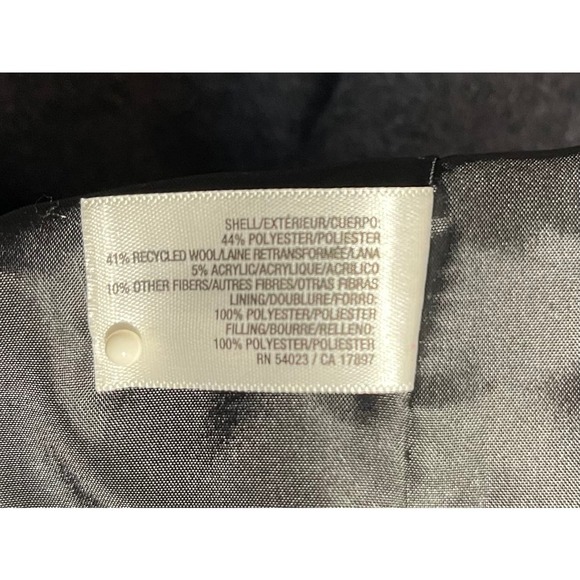 SHELL/EXTÉRIEUR/CUERPO:
44% POLYESTER/POLIESTER
41% RECYCLED WOOL/LAINE RETRANSFORMÉE/LANA
5% ACRYLIC/ACRYLIQUE/ACRILICO
10% OTHER FIBERS/AUTRES FIBRES/OTRAS FIBRAS
LINING/DOUBLURE/FORRO:
100% POLYESTER/POLIESTER
FILLING/BOURRE/RELLENO:
100% POLYESTER/POLIESTER
RN 54023 / CA 17897